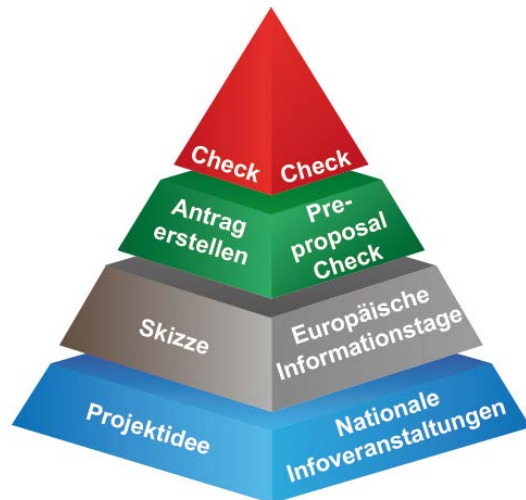 Check
Check
Antrag
erstellen
Pre-
proposal
Check
Skizze
Europäische
Informationstage
Projektidee
Nationale
Infoveranstaltungen